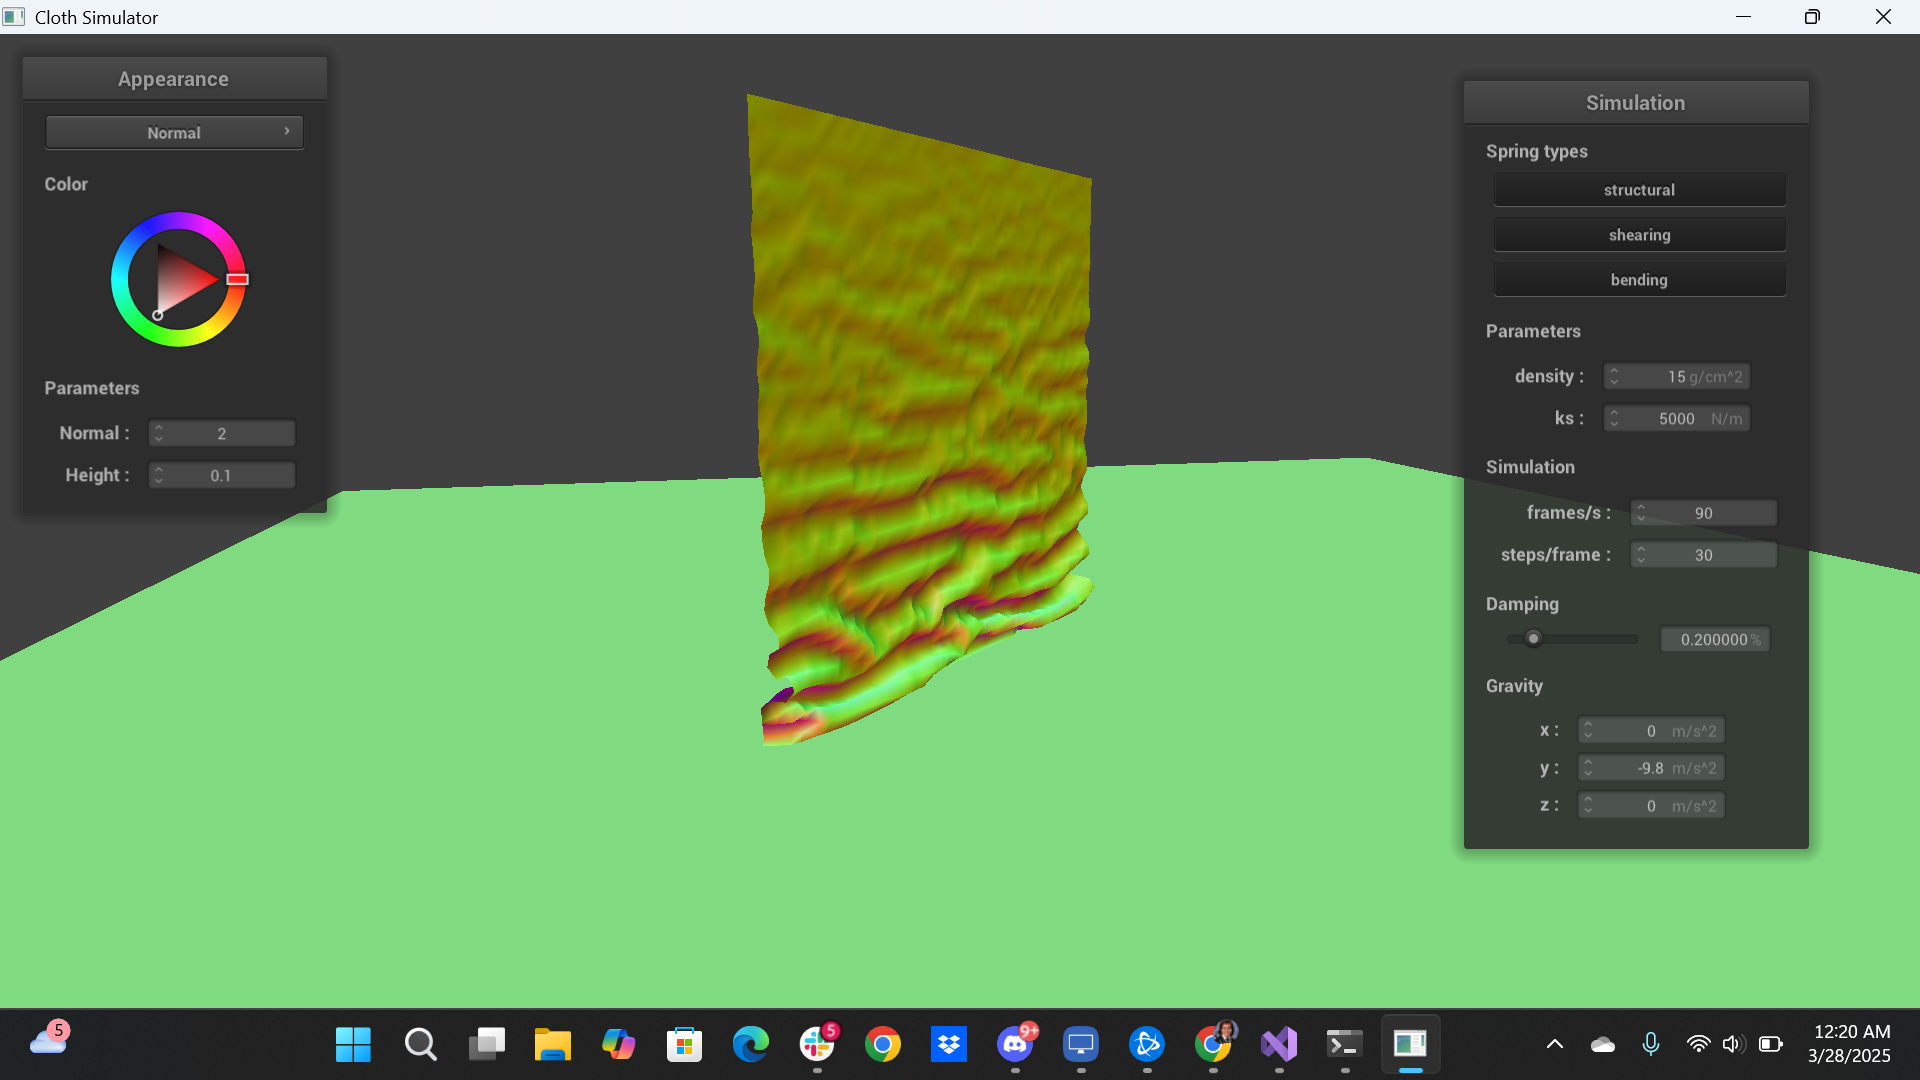 Cloth Simulator
Appearance
Normal
Color
Parameters
Normal : 2
Height : 0.1
Simulation
Spring types
structural
shearing
bending
Parameters
density : 15 g/cm^2
ks : 5000 N/m
Simulation
frames/s : 90
steps/frame : 30
Damping
0.200000 %
Gravity
x : 0 m/s^2
y : -9.8 m/s^2
z : 0 m/s^2
5
5
9+
12:20 AM
3/28/2025